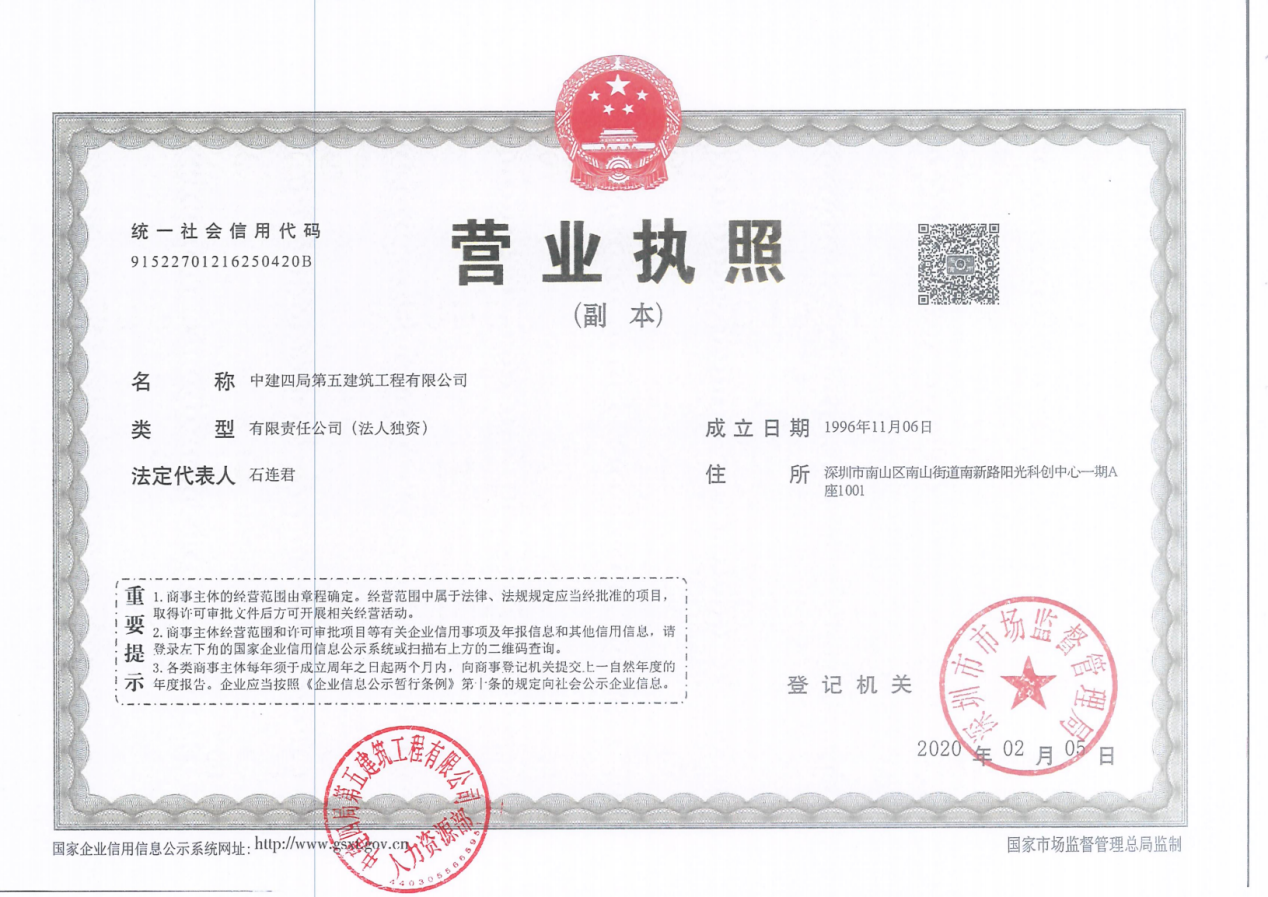 统一社会信用代码
91522701216250420B
营业执照
（副 本）
名 称 中建四局第五建筑工程有限公司
类 型 有限责任公司（法人独资）
法定代表人 石连君
成立日期 1996年11月06日
住 所 深圳市南山区南山街道南新路阳光科创中心一期A
座1001
重要提示
1. 商事主体的经营范围由章程确定。经营范围中属于法律、法规规定应当经批准的项目，
取得许可审批文件后方可开展相关经营活动。
2. 商事主体经营范围和许可审批项目等有关企业信用事项及年报信息和其他信用信息，请
登录左下角的国家企业信用信息公示系统或扫描右上方的二维码查询。
3. 各类商事主体每年须于成立周年之日起两个月内，向商事登记机关提交上一自然年度的
年度报告。企业应当按照《企业信息公示暂行条例》第十条的规定向社会公示企业信息。
登记机关
深圳市市场监督管理局
2020 年 02 月 05 日
中建四局第五建筑工程有限公司
人力资源部
国家企业信用信息公示系统网址：http://www.gsxt.gov.cn
国家市场监督管理总局监制